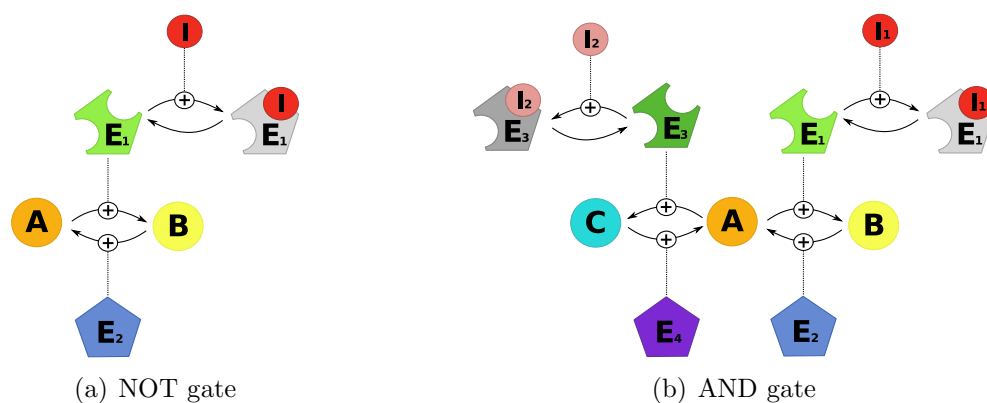 I
I
E₁
E₁
A
B
E₂
(a) NOT gate
I₂
I₁
I₂
I₁
E₃
E₃
E₁
E₁
C
A
B
E₄
E₂
(b) AND gate